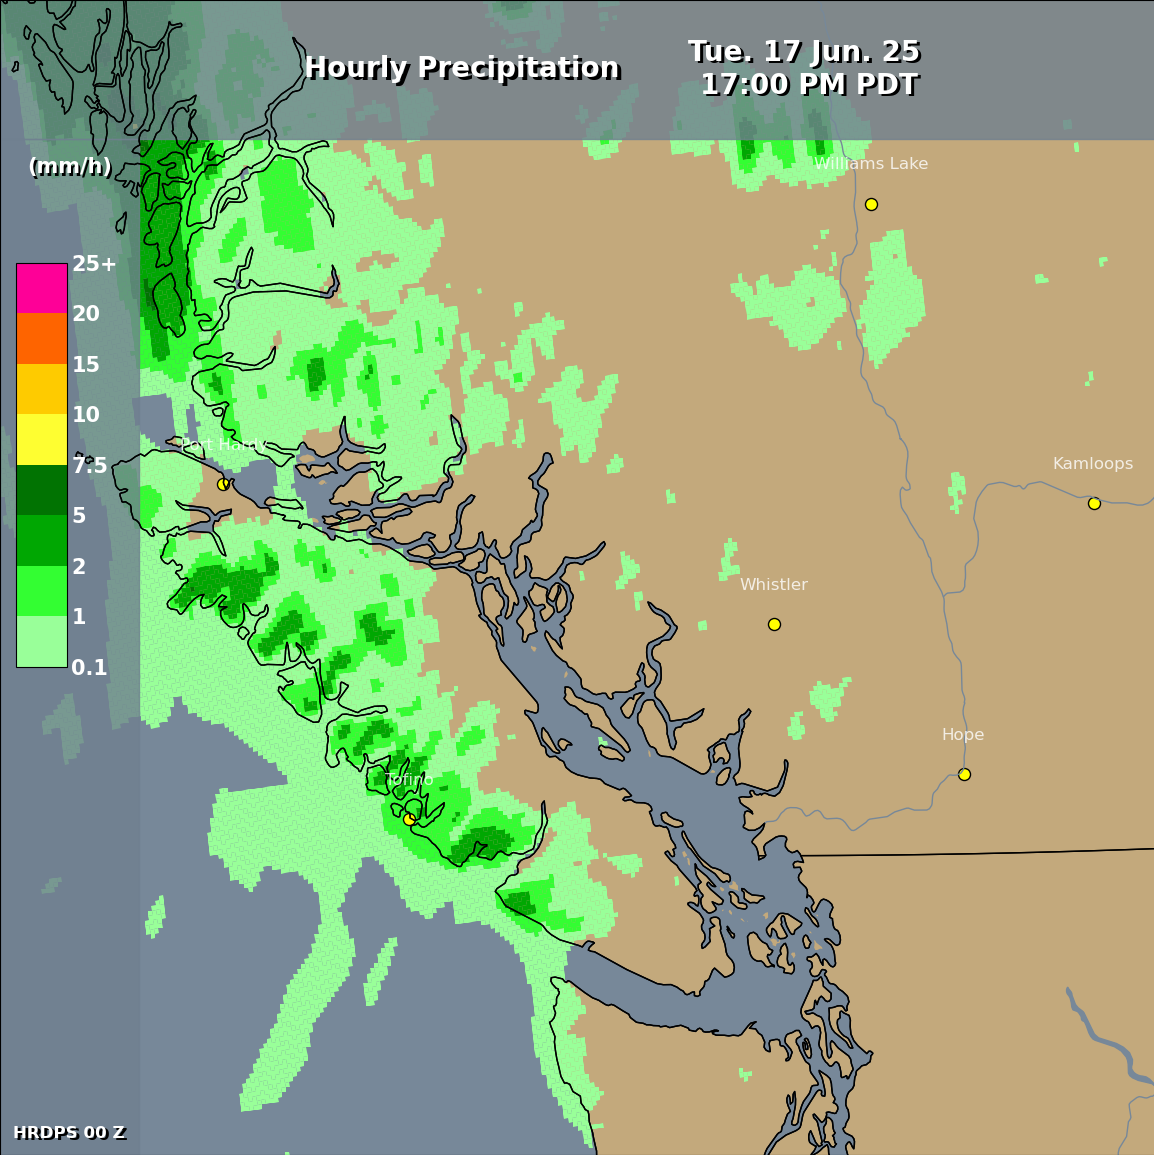 Hourly Precipitation
Tue. 17 Jun. 25
17:00 PM PDT
(mm/h)
Williams Lake
25+
20
15
10
7.5
5
2
1
0.1
Port Hardy
Kamloops
Whistler
Hope
Tofino
HRDPS 00 Z